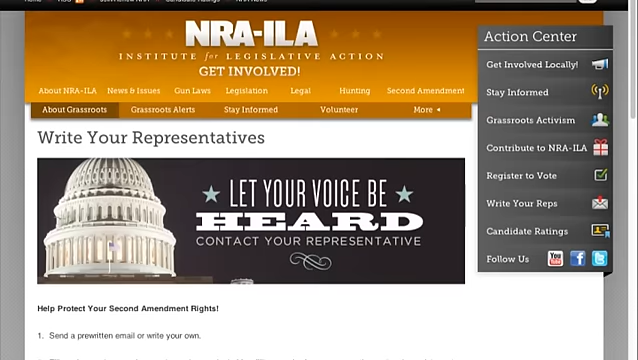 NRA-ILA
INSTITUTE for LEGISLATIVE ACTION
GET INVOLVED!
About NRA-ILA News & Issues Gun Laws Legislation Legal Hunting Second Amendment
About Grassroots Grassroots Alerts Stay Informed Volunteer More
Write Your Representatives
LET YOUR VOICE BE
HEARD
CONTACT YOUR REPRESENTATIVE
Help Protect Your Second Amendment Rights!
1. Send a prewritten email or write your own.
Action Center
Get Involved Locally!
Stay Informed
Grassroots Activism
Contribute to NRA-ILA
Register to Vote
Write Your Reps
Candidate Ratings
Follow Us
You Tube